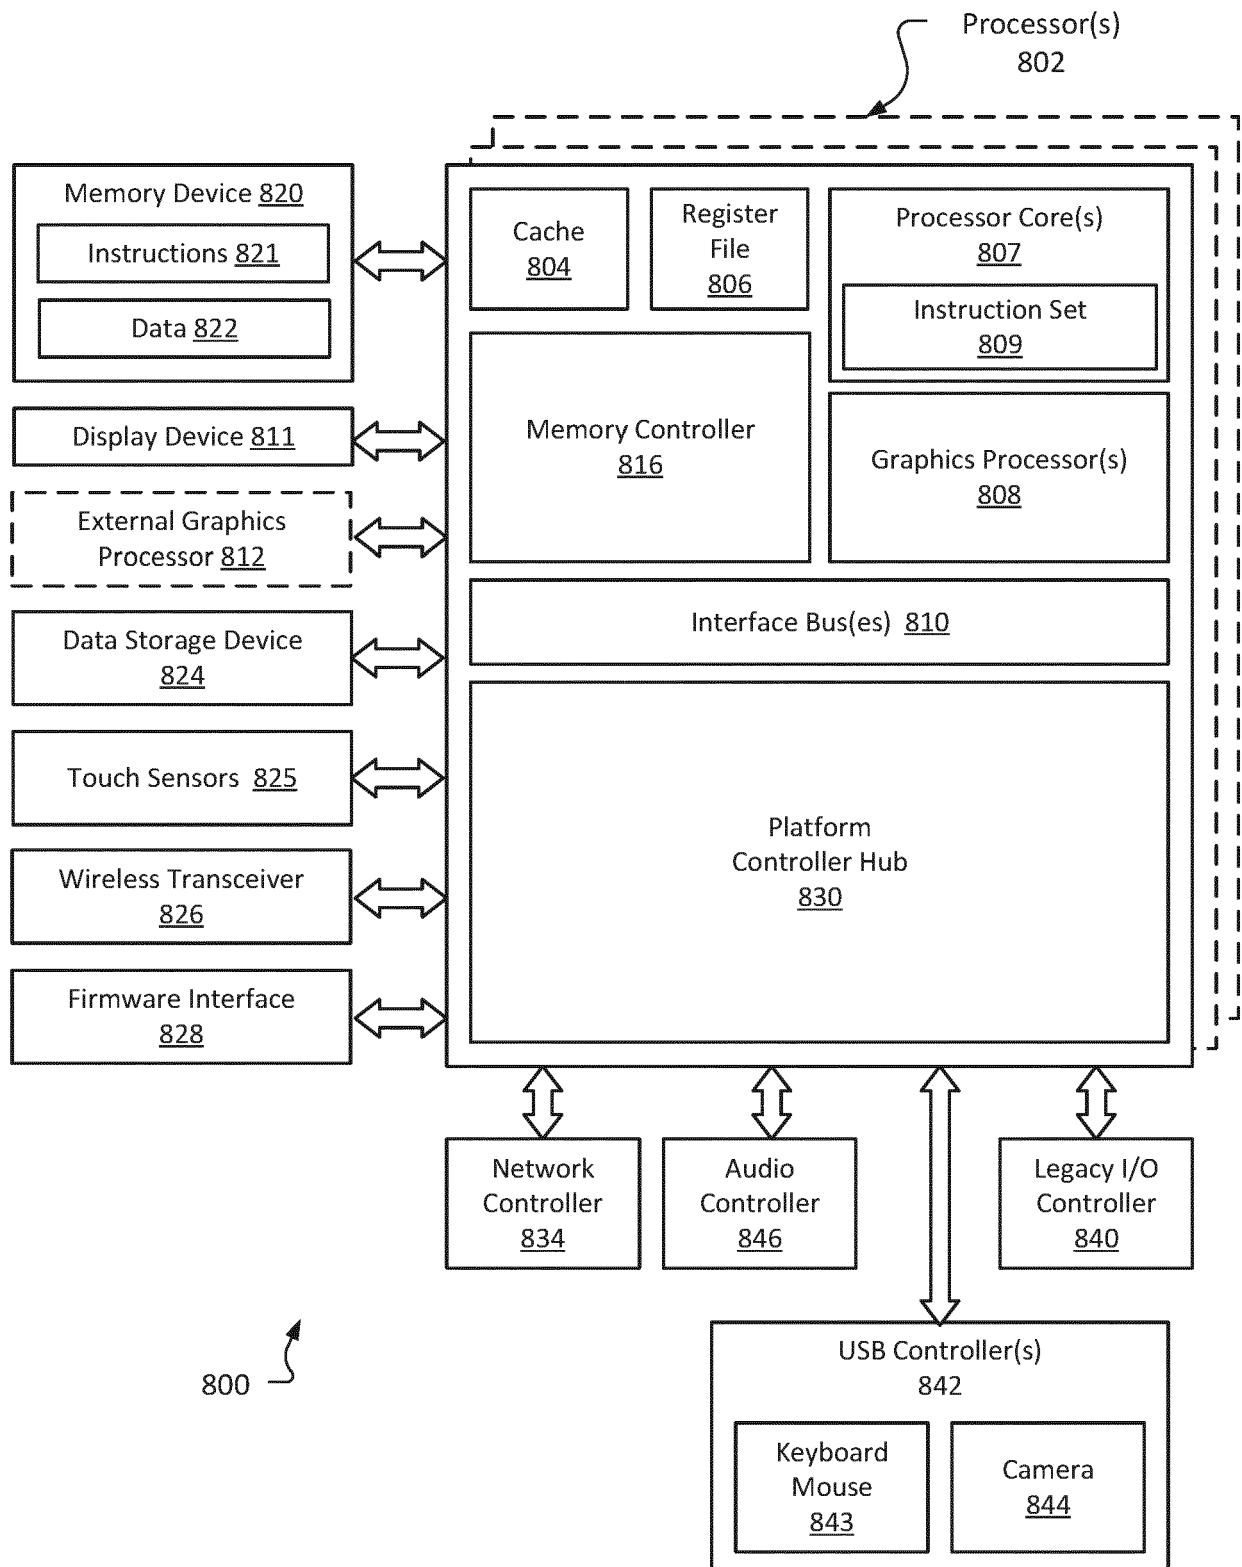 Processor(s)
802
Memory Device 820
Instructions 821
Data 822
Display Device 811
External Graphics
Processor 812
Data Storage Device
824
Touch Sensors 825
Wireless Transceiver
826
Firmware Interface
828
Cache
804
Register
File
806
Processor Core(s)
807
Instruction Set
809
Memory Controller
816
Graphics Processor(s)
808
Interface Bus(es) 810
Platform
Controller Hub
830
Network
Controller
834
Audio
Controller
846
Legacy I/O
Controller
840
USB Controller(s)
842
Keyboard
Mouse
843
Camera
844
800